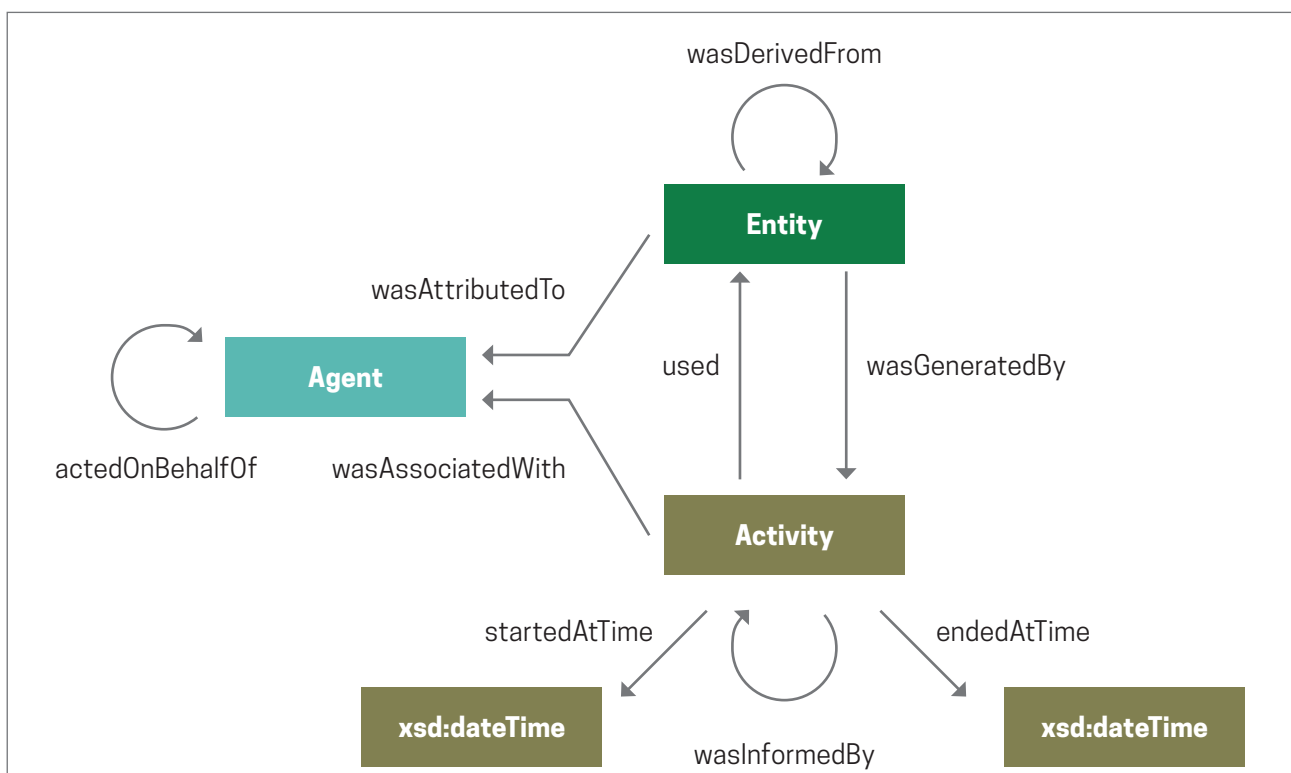 wasDerivedFrom
Entity
wasAttributedTo
Agent
used
wasGeneratedBy
actedOnBehalfOf
wasAssociatedWith
Activity
startedAtTime
endedAtTime
xsd:dateTime
xsd:dateTime
wasInformedBy